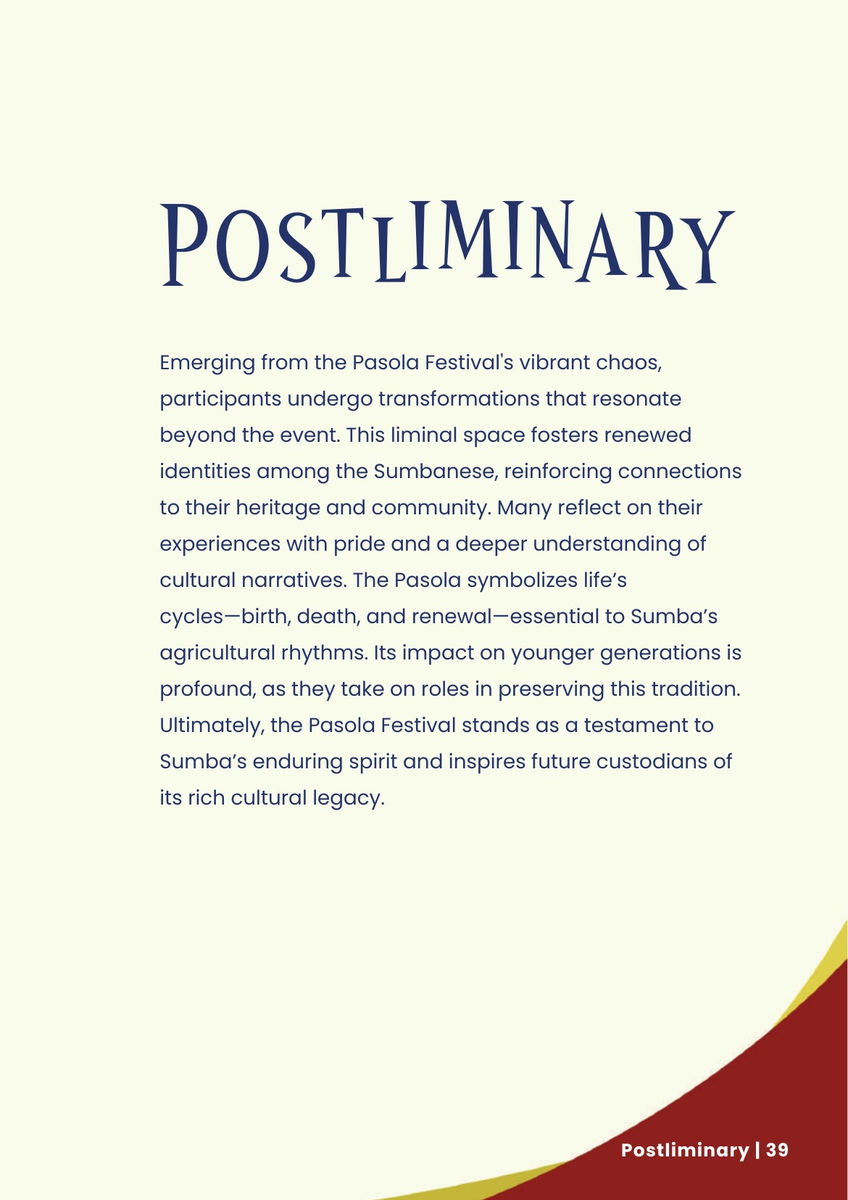 POSTLIMINARY
Emerging from the Pasola Festival's vibrant chaos,
participants undergo transformations that resonate
beyond the event. This liminal space fosters renewed
identities among the Sumbanese, reinforcing connections
to their heritage and community. Many reflect on their
experiences with pride and a deeper understanding of
cultural narratives. The Pasola symbolizes life’s
cycles—birth, death, and renewal—essential to Sumba’s
agricultural rhythms. Its impact on younger generations is
profound, as they take on roles in preserving this tradition.
Ultimately, the Pasola Festival stands as a testament to
Sumba’s enduring spirit and inspires future custodians of
its rich cultural legacy.
Postliminary | 39